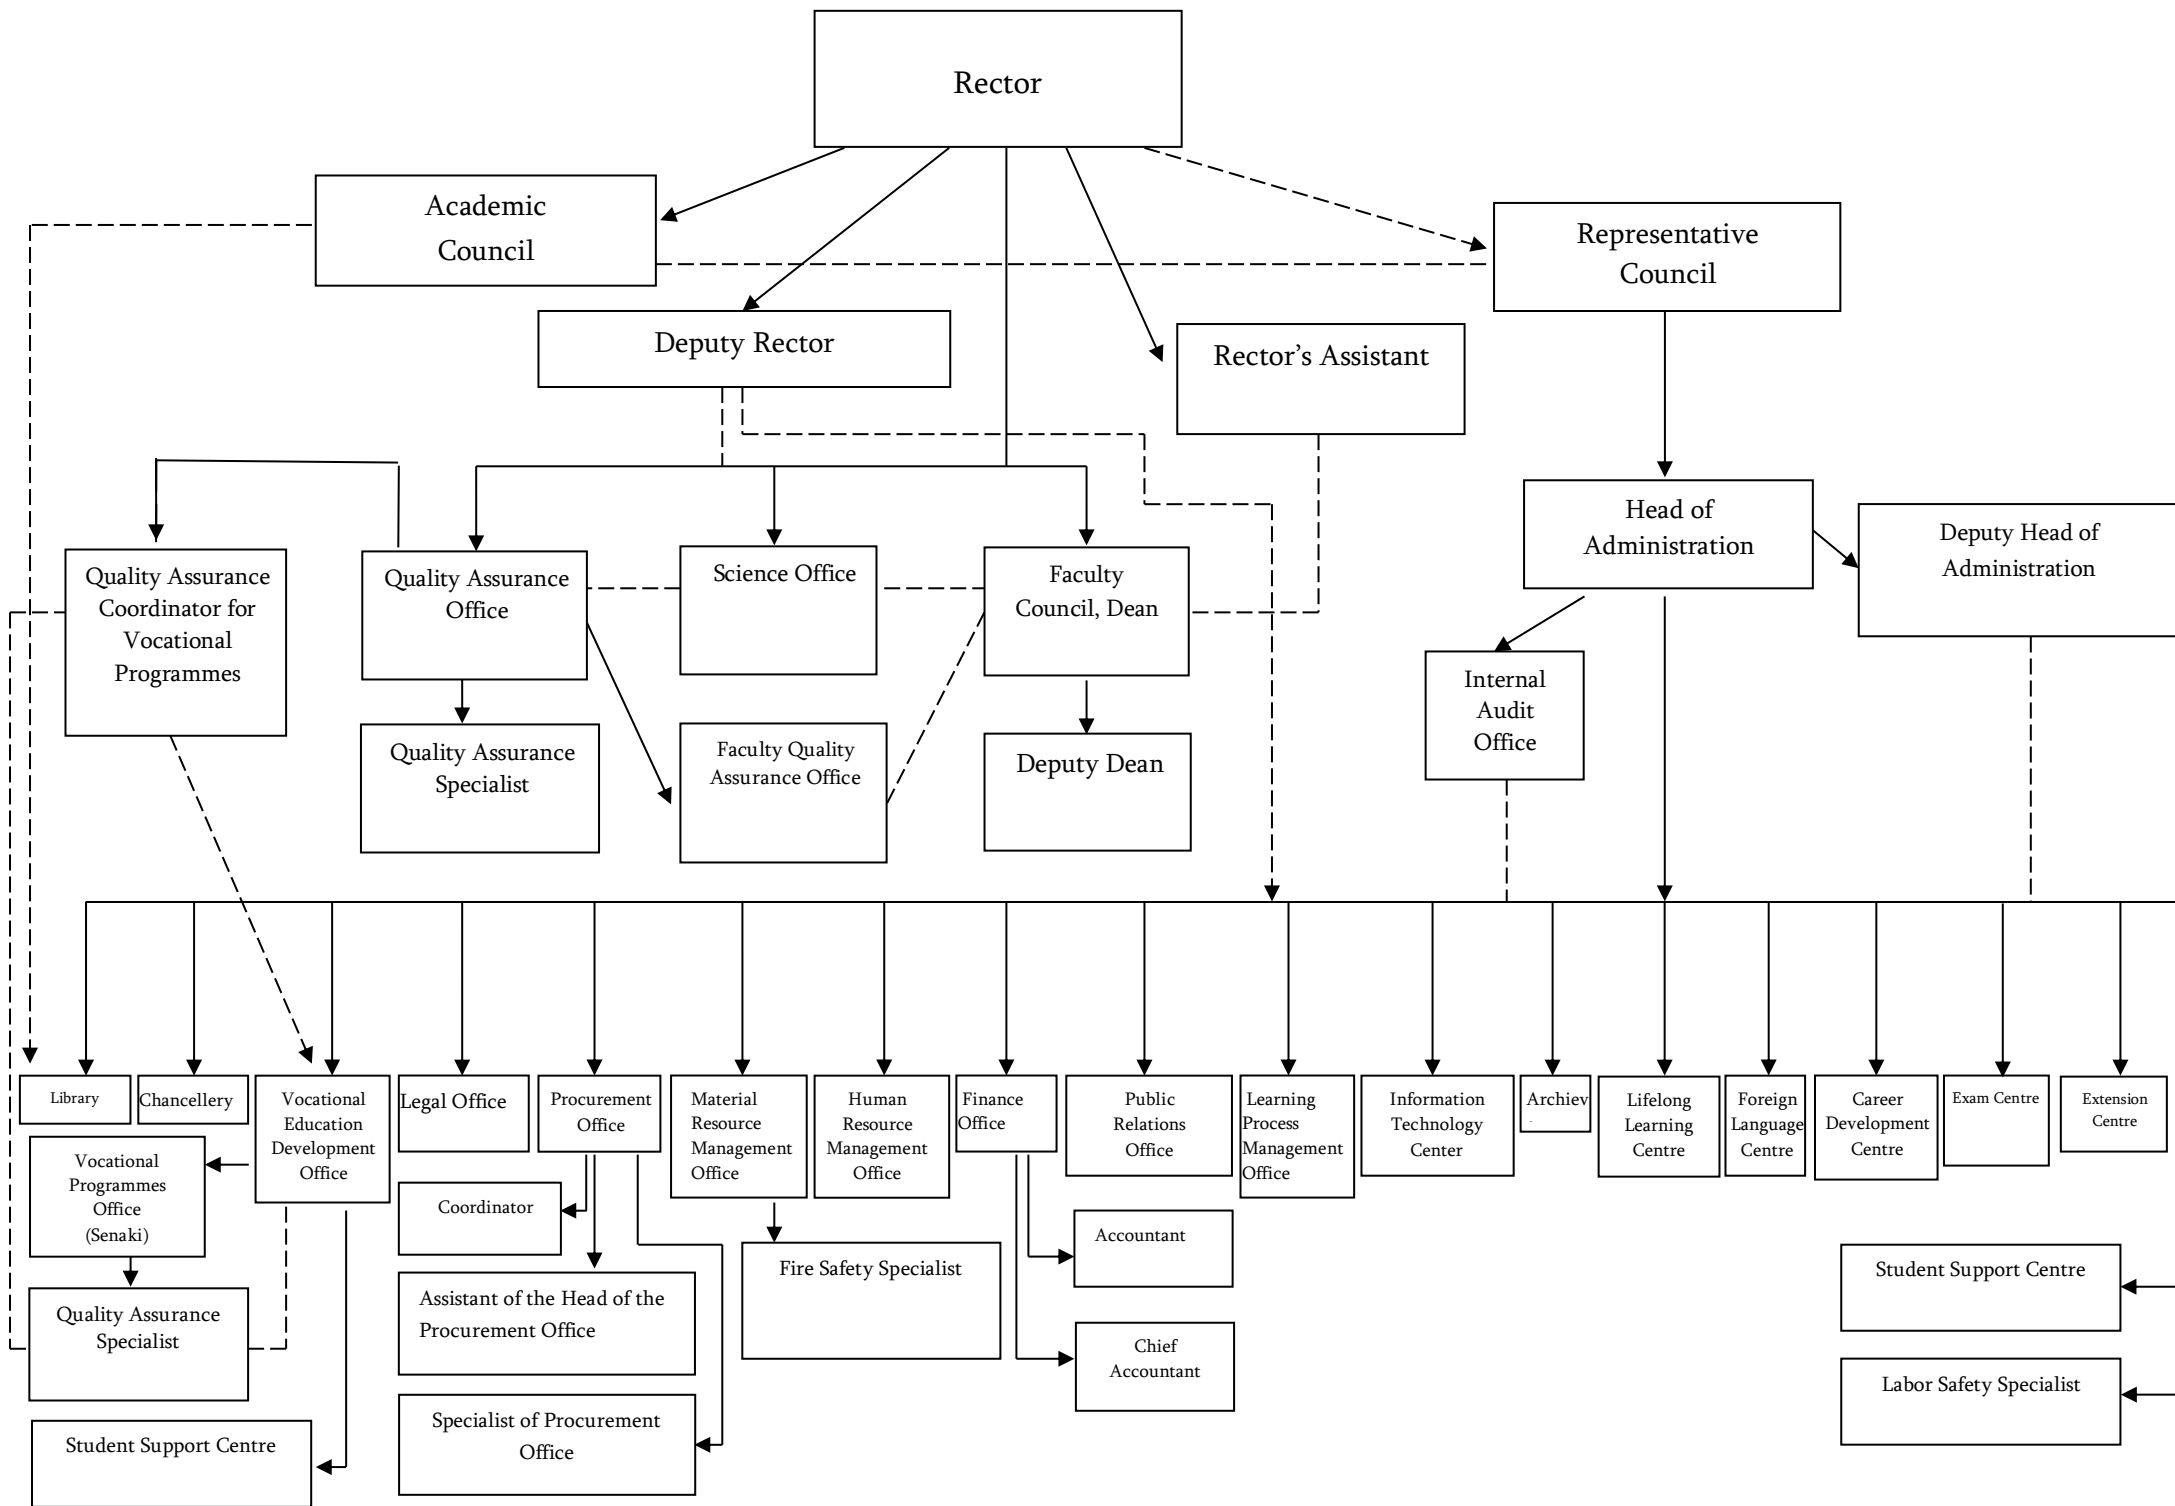 Rector
Academic
Council
Representative
Council
Deputy Rector
Rector’s Assistant
Head of
Administration
Deputy Head of
Administration
Quality Assurance
Coordinator for
Vocational
Programmes
Quality Assurance
Office
Science Office
Faculty
Council, Dean
Internal
Audit
Office
Quality Assurance
Specialist
Faculty Quality
Assurance Office
Deputy Dean
Library
Chancellery
Vocational
Education
Development
Office
Legal Office
Procurement
Office
Material
Resource
Management
Office
Human
Resource
Management
Office
Finance
Office
Public
Relations
Office
Learning
Process
Management
Office
Information
Technology
Center
Archiev
Lifelong
Learning
Centre
Foreign
Language
Centre
Career
Development
Centre
Exam Centre
Extension
Centre
Vocational
Programmes
Office
(Senaki)
Coordinator
Accountant
Fire Safety Specialist
Student Support Centre
Assistant of the Head of the
Procurement Office
Quality Assurance
Specialist
Chief
Accountant
Labor Safety Specialist
Specialist of Procurement
Office
Student Support Centre